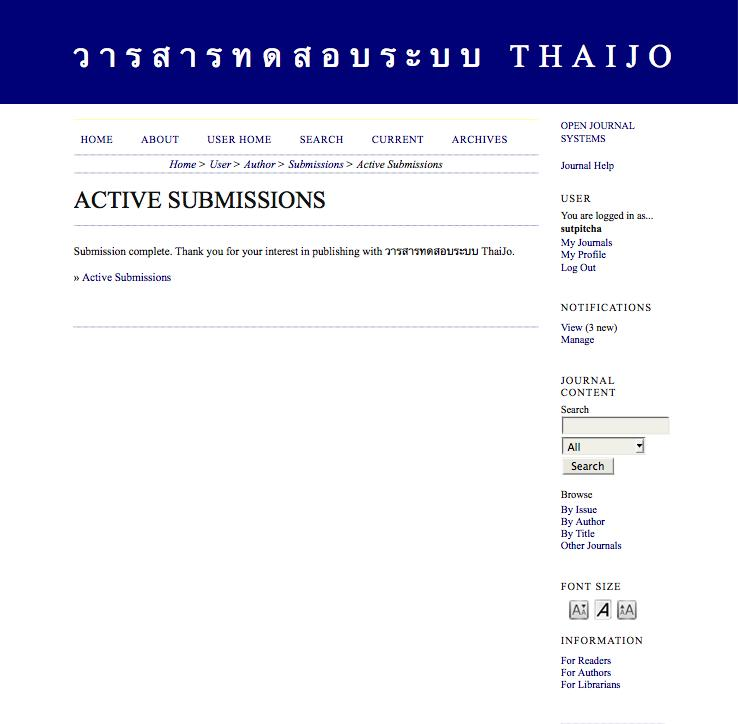 วารสารทดสอบระบบ THAIJO
HOME ABOUT USER HOME SEARCH CURRENT ARCHIVES
Home > User > Author > Submissions > Active Submissions
ACTIVE SUBMISSIONS
Submission complete. Thank you for your interest in publishing with วารสารทดสอบระบบ ThaiJo.
» Active Submissions
OPEN JOURNAL
SYSTEMS
Journal Help
USER
You are logged in as...
sutpitcha
My Journals
My Profile
Log Out
NOTIFICATIONS
View (3 new)
Manage
JOURNAL
CONTENT
Search
All
Search
Browse
By Issue
By Author
By Title
Other Journals
FONT SIZE
INFORMATION
For Readers
For Authors
For Librarians